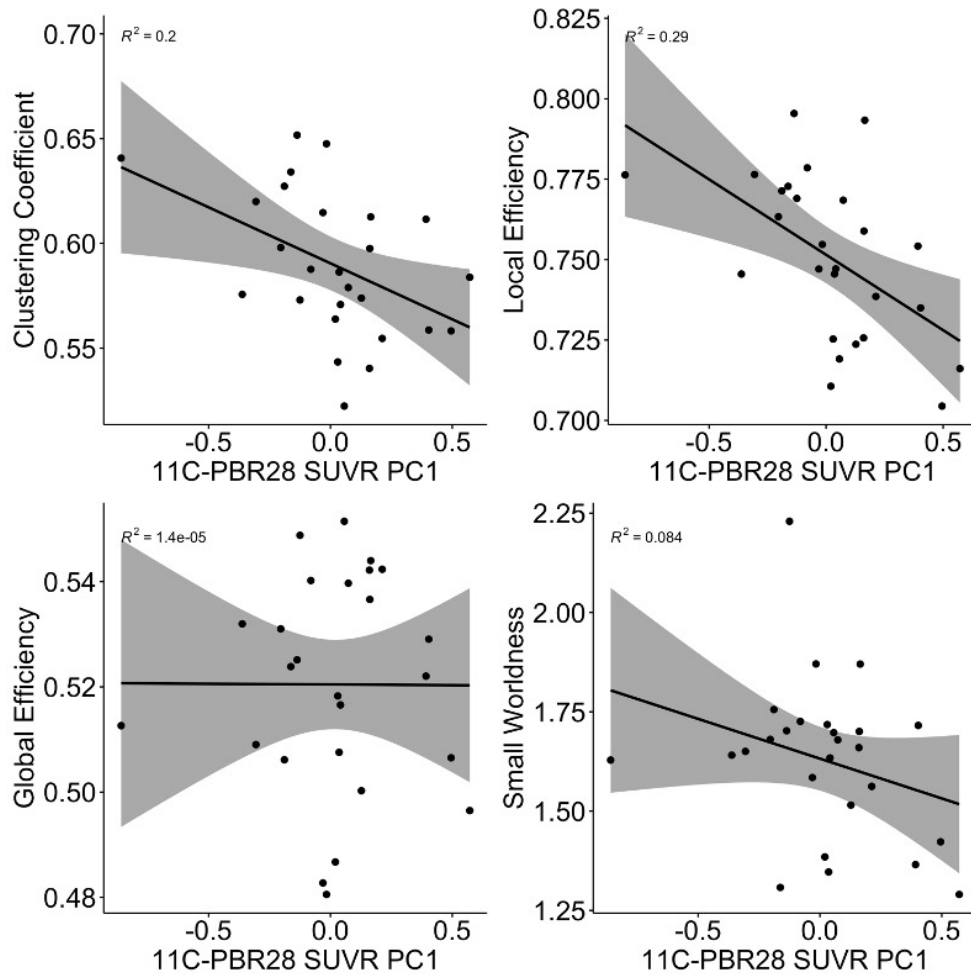 Clustering Coefficient
0.70
0.65
0.60
0.55
R² = 0.2
-0.5 0.0 0.5
11C-PBR28 SUVR PC1
Local Efficiency
0.825
0.800
0.775
0.750
0.725
0.700
R² = 0.29
-0.5 0.0 0.5
11C-PBR28 SUVR PC1
Global Efficiency
0.54
0.52
0.50
0.48
R² = 1.4e-05
-0.5 0.0 0.5
11C-PBR28 SUVR PC1
Small Worldness
2.25
2.00
1.75
1.50
1.25
R² = 0.084
-0.5 0.0 0.5
11C-PBR28 SUVR PC1